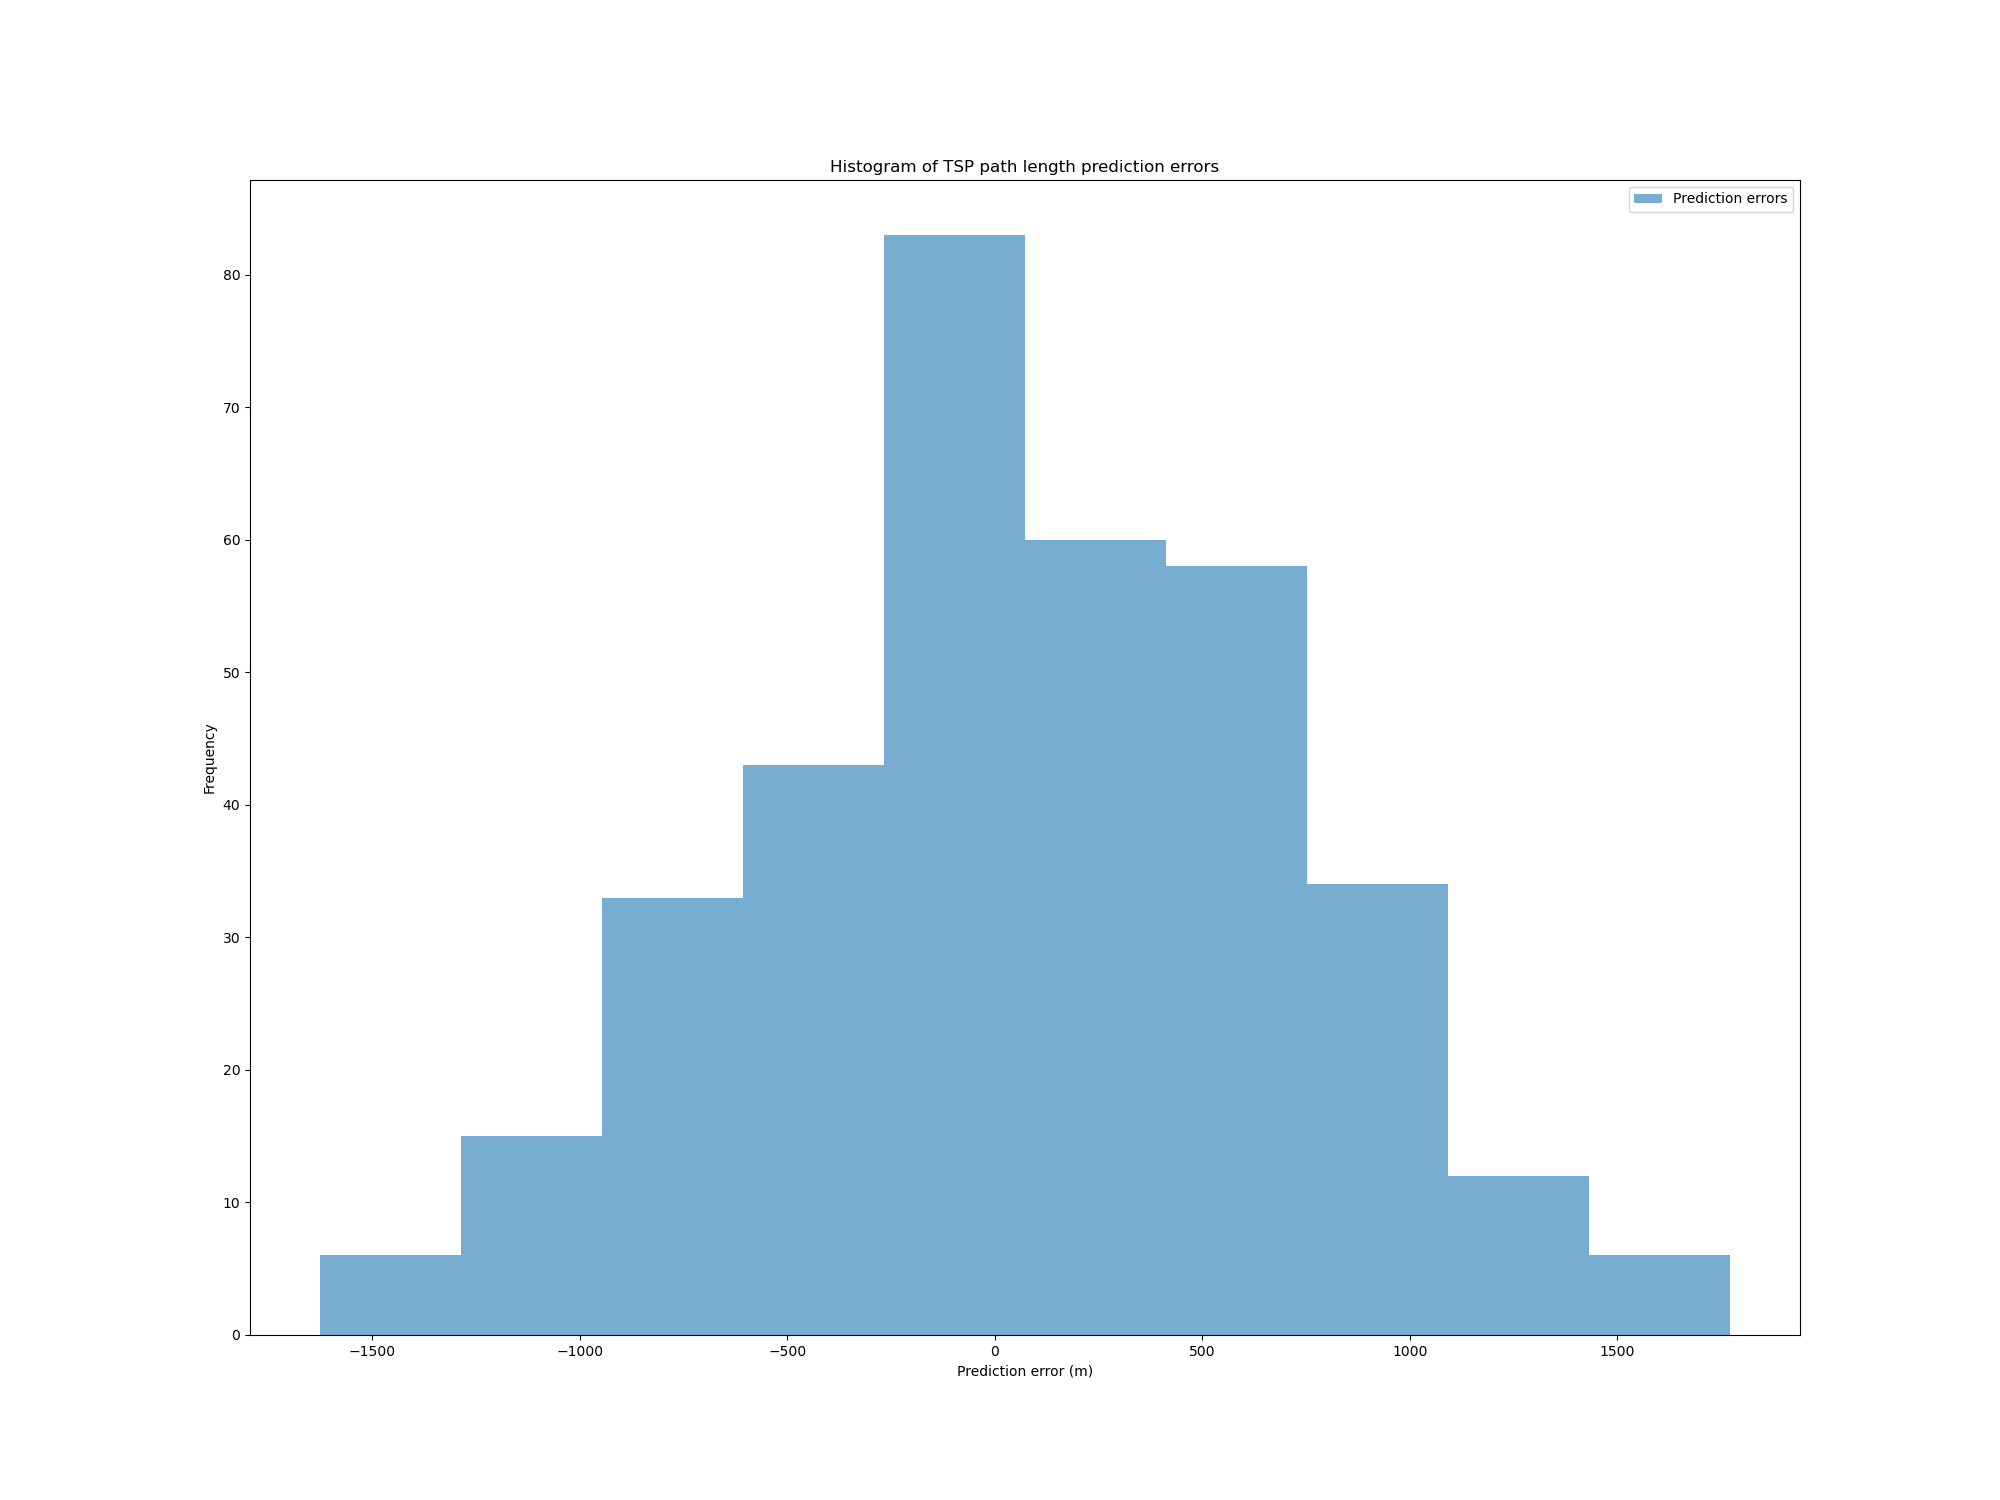 Histogram of TSP path length prediction errors
Prediction errors
80
70
60
50
40
30
20
10
0
Frequency
−1500 −1000 −500 0 500 1000 1500
Prediction error (m)